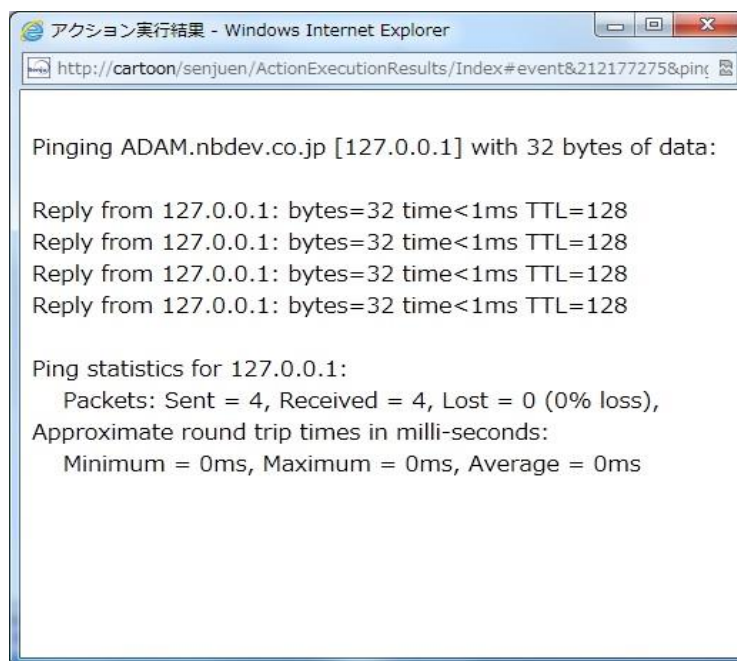 アクション実行結果 - Windows Internet Explorer
http://cartoon/senjuen/ActionExecutionResults/Index#event&212177275&ping
Pinging ADAM.nbdev.co.jp [127.0.0.1] with 32 bytes of data:
Reply from 127.0.0.1: bytes=32 time<1ms TTL=128
Reply from 127.0.0.1: bytes=32 time<1ms TTL=128
Reply from 127.0.0.1: bytes=32 time<1ms TTL=128
Reply from 127.0.0.1: bytes=32 time<1ms TTL=128
Ping statistics for 127.0.0.1:
Packets: Sent = 4, Received = 4, Lost = 0 (0% loss),
Approximate round trip times in milli-seconds:
Minimum = 0ms, Maximum = 0ms, Average = 0ms